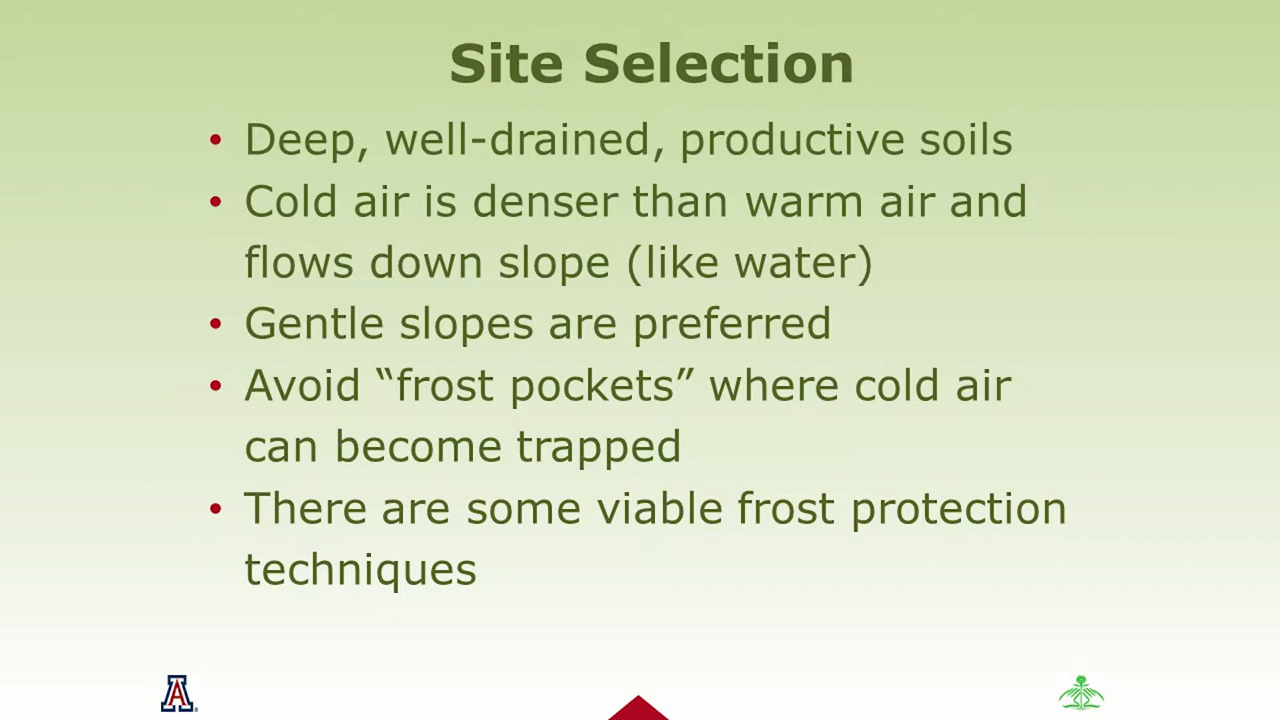 Site Selection
• Deep, well-drained, productive soils
• Cold air is denser than warm air and
flows down slope (like water)
• Gentle slopes are preferred
• Avoid “frost pockets” where cold air
can become trapped
• There are some viable frost protection
techniques
A